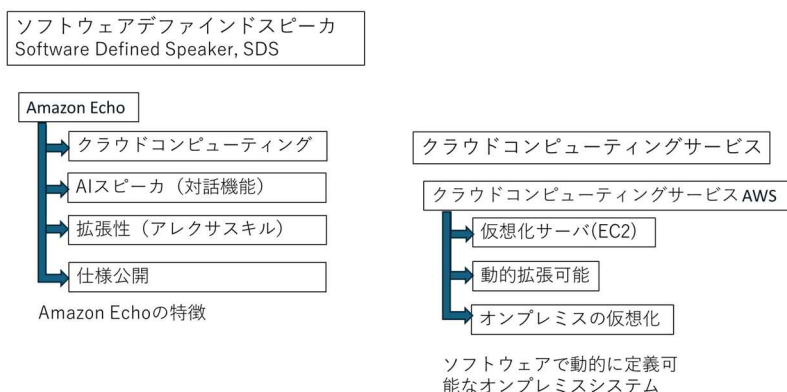 ソフトウェアデファインドスピーカ
Software Defined Speaker, SDS
Amazon Echo
クラウドコンピューティング
AIスピーカ（対話機能）
拡張性（アレクサスキル）
仕様公開
Amazon Echoの特徴
クラウドコンピューティングサービス
クラウドコンピューティングサービスAWS
仮想化サーバ(EC2)
動的拡張可能
オンプレミスの仮想化
ソフトウェアで動的に定義可
能なオンプレミスシステム